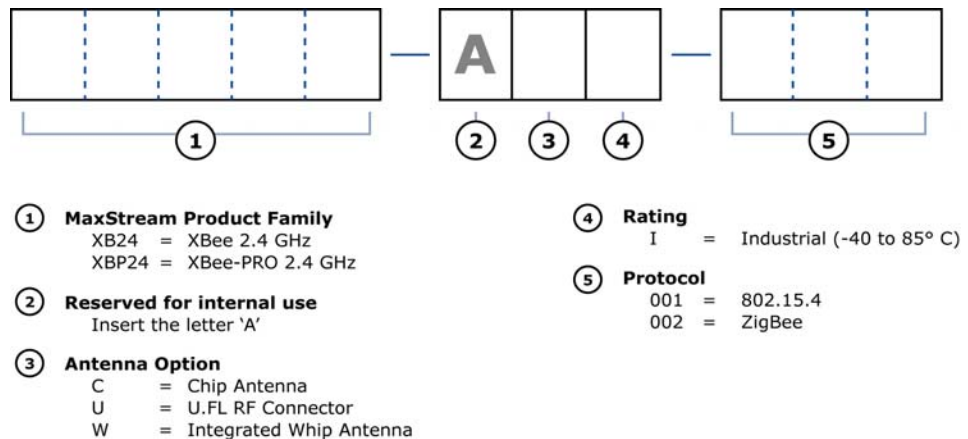 A
1 2 3 4 5
1 MaxStream Product Family
XB24 = XBee 2.4 GHz
XBP24 = XBee-PRO 2.4 GHz
2 Reserved for internal use
Insert the letter ‘A’
3 Antenna Option
C = Chip Antenna
U = U.FL RF Connector
W = Integrated Whip Antenna
4 Rating
I = Industrial (-40 to 85° C)
5 Protocol
001 = 802.15.4
002 = ZigBee